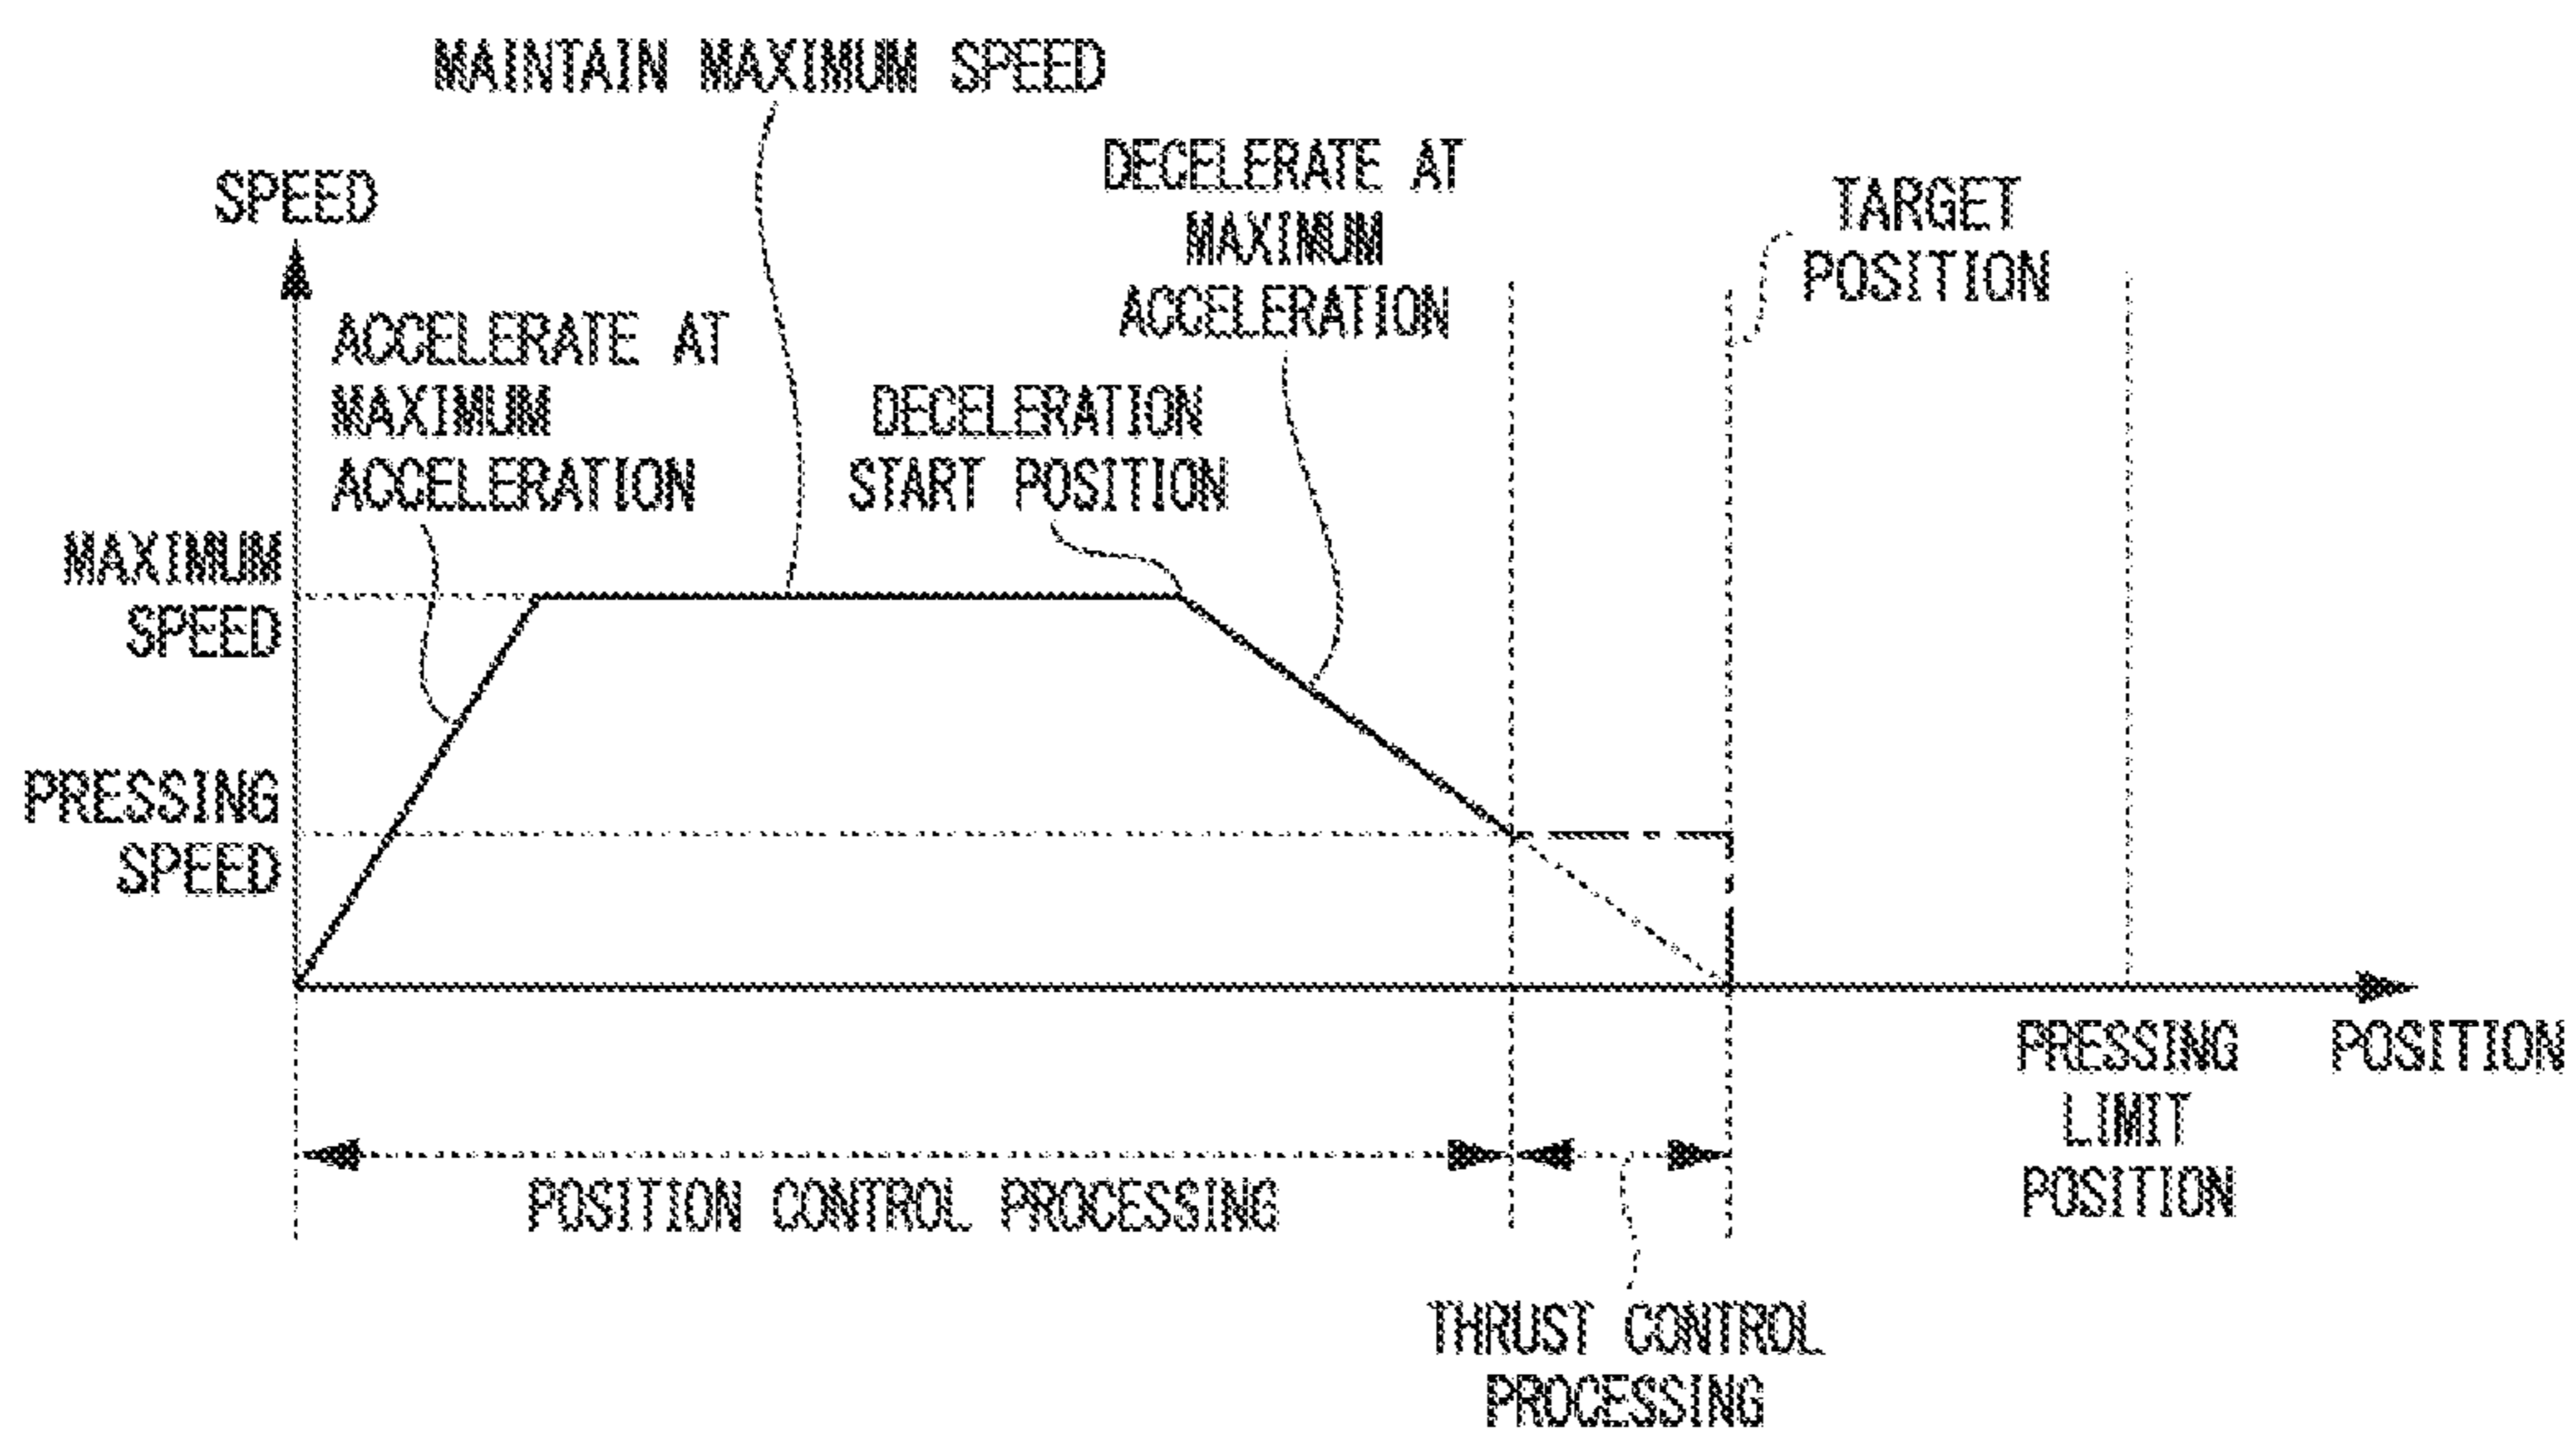 MAINTAIN MAXIMUM SPEED
DECELERATE AT
MAXIMUM
ACCELERATION
TARGET
POSITION
SPEED
ACCELERATE AT
MAXIMUM
ACCELERATION
DECELERATION
START POSITION
MAXIMUM
SPEED
PRESSING
SPEED
PRESSING
LIMIT
POSITION
POSITION
POSITION CONTROL PROCESSING
THRUST CONTROL
PROCESSING